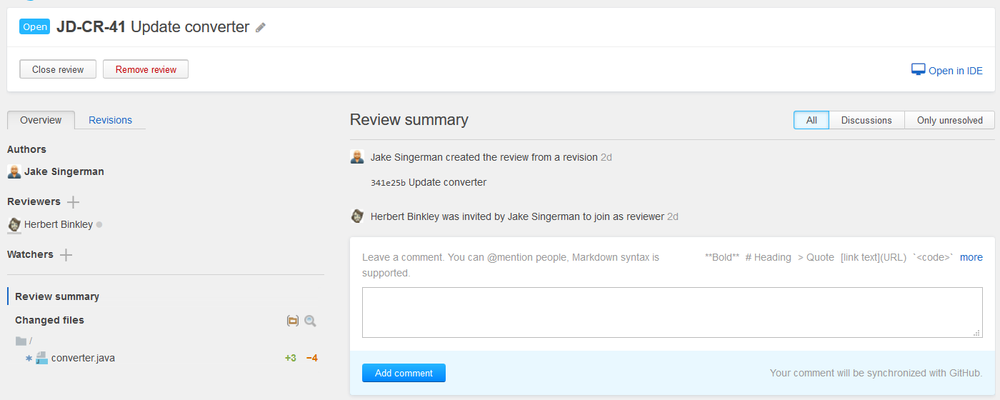 Open JD-CR-41 Update converter
Close review Remove review
Open in IDE
Overview Revisions
Authors
Jake Singerman
Reviewers
Herbert Binkley
Watchers
Review summary
Changed files
/
converter.java +3 −4
Review summary
All Discussions Only unresolved
Jake Singerman created the review from a revision 2d
341e25b Update converter
Herbert Binkley was invited by Jake Singerman to join as reviewer 2d
Leave a comment. You can @mention people, Markdown syntax is
supported.
**Bold** # Heading > Quote [link text](URL) `<code>` more
Add comment
Your comment will be synchronized with GitHub.